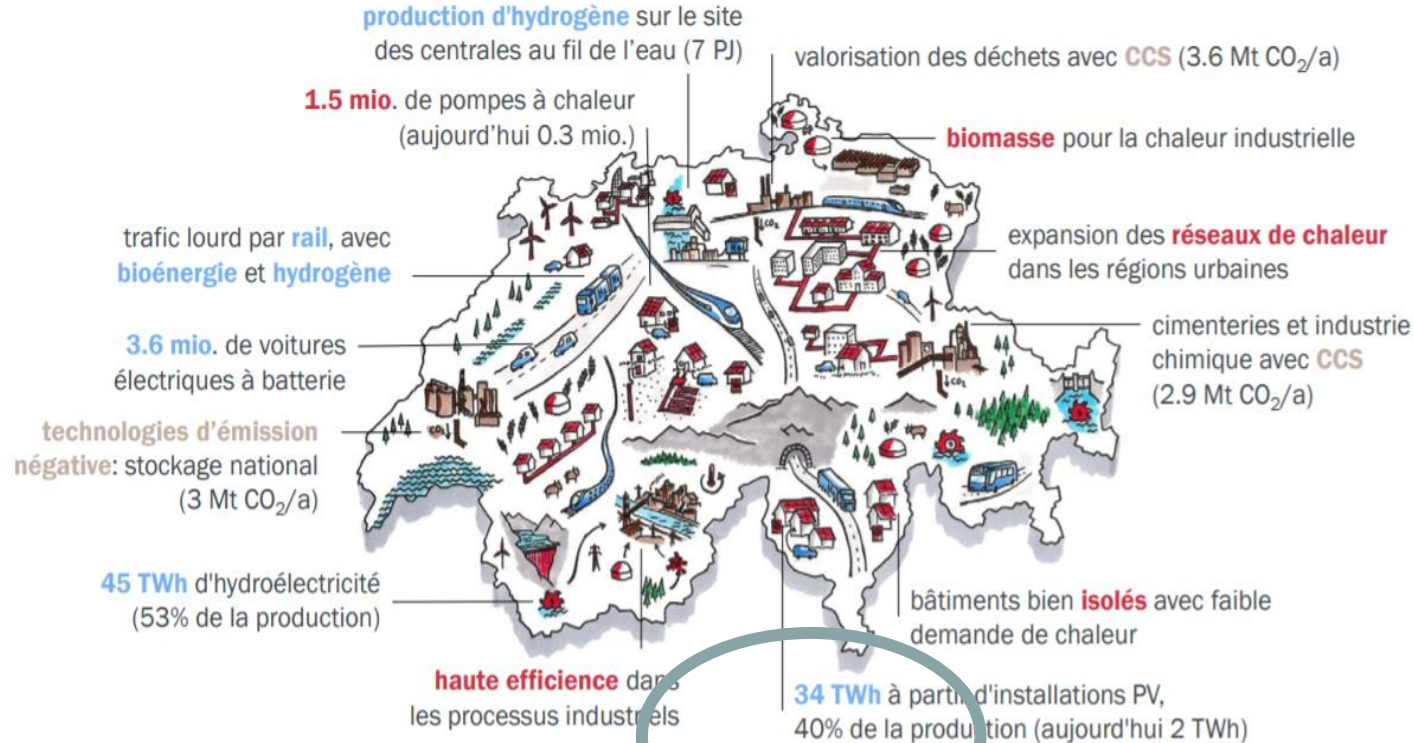 production d'hydrogène sur le site
des centrales au fil de l'eau (7 PJ)
valorisation des déchets avec CCS (3.6 Mt CO₂/a)
1.5 mio. de pompes à chaleur
(aujourd'hui 0.3 mio.)
biomasse pour la chaleur industrielle
trafic lourd par rail, avec
bioénergie et hydrogène
expansion des réseaux de chaleur
dans les régions urbaines
3.6 mio. de voitures
électriques à batterie
cimenteries et industrie
chimique avec CCS
(2.9 Mt CO₂/a)
technologies d'émission
négative: stockage national
(3 Mt CO₂/a)
45 TWh d'hydroélectricité
(53% de la production)
bâtiments bien isolés avec faible
demande de chaleur
haute efficience dans
les processus industriels
34 TWh à partir d'installations PV,
40% de la production (aujourd'hui 2 TWh)
CO₂
CO₂
CO₂